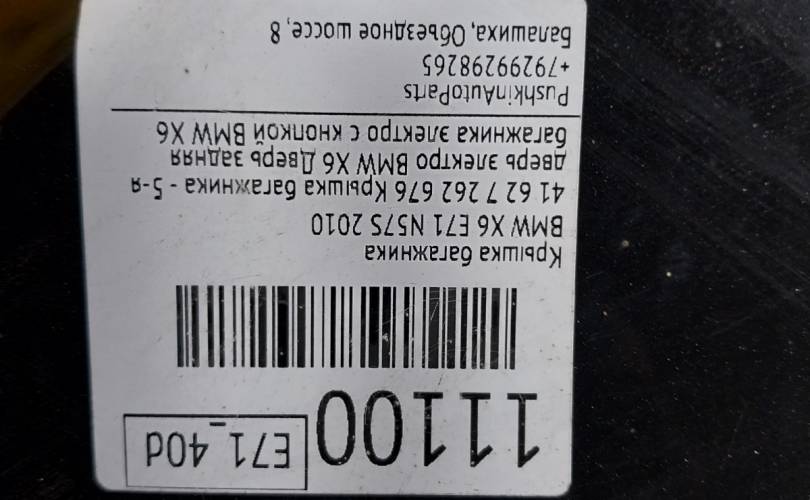 11100
E71_40d
Крышка багажника
BMW X6 E71 N57S 2010
41 62 7 262 676 Крышка багажника - 5-я
дверь электро BMW X6 Дверь задняя
багажника электро с кнопкой BMW X6
PushkinAutoParts
+79299298265
Балашиха, Объездное шоссе, 8